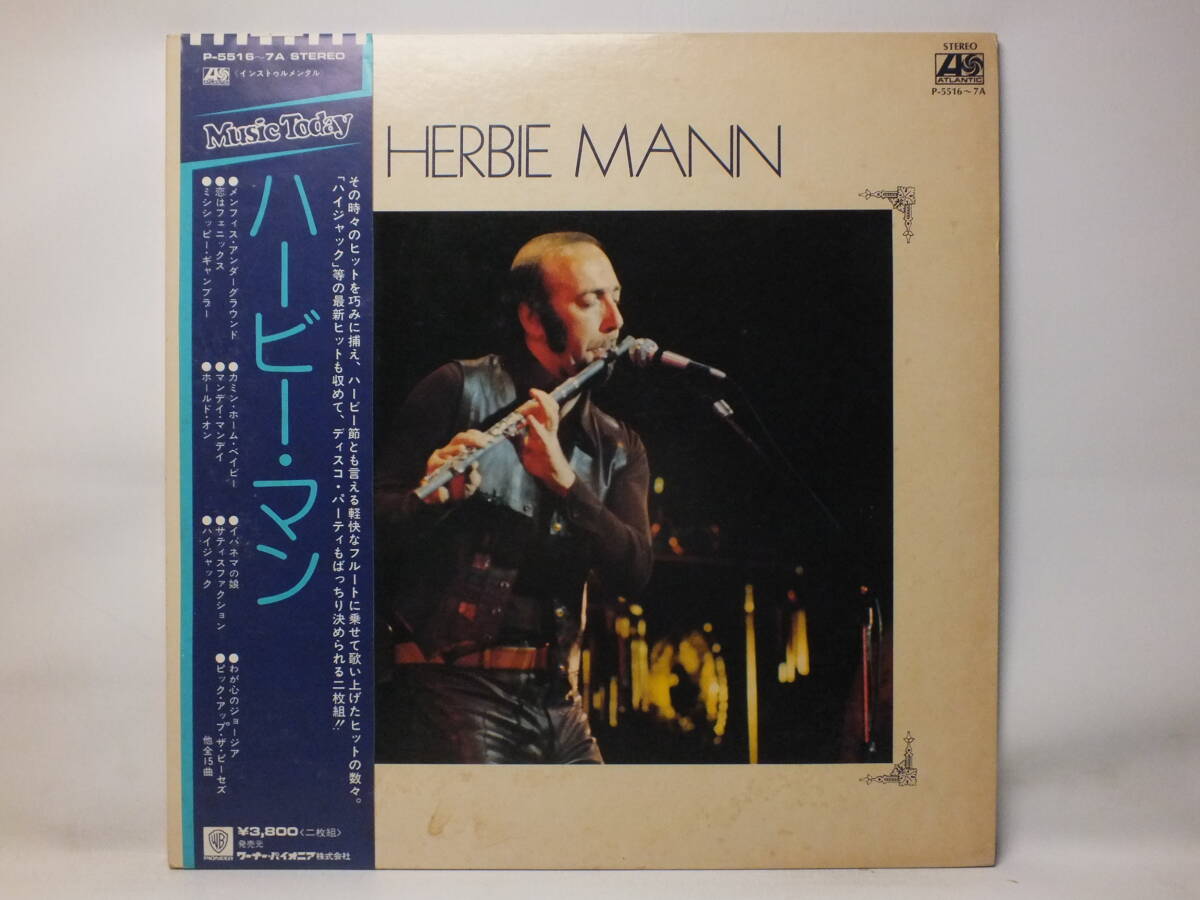 P-5516〜7A STEREO
ATLANTIC
《インストゥルメンタル
Music Today
ハービー・マン
●メンフィス・アンダーグラウンド
●恋はフェニックス
●ミシシッピー・ギャンブラー
●カミン・ホーム・ベイビー
●マンデイ・マンデイ
●ホールド・オン
●イパネマの娘
●サティスファクション
●ハイジャック
●わが心のジョージア
●ピック・アップ・ザ・ピーセズ
他全15曲
その時々のヒットを巧みに捕え、ハービー節とも言える軽快なフルートに乗せて歌い上げたヒットの数々。
「ハイジャック」等の最新ヒットも収めて、ディスコ・パーティもばっちり決められる二枚組!!
WB
PIONEER
¥3,800〈二枚組〉
発売元
ワーナー・パイオニア株式会社
HERBIE MANN
STEREO
ATLANTIC
P-5516〜7A